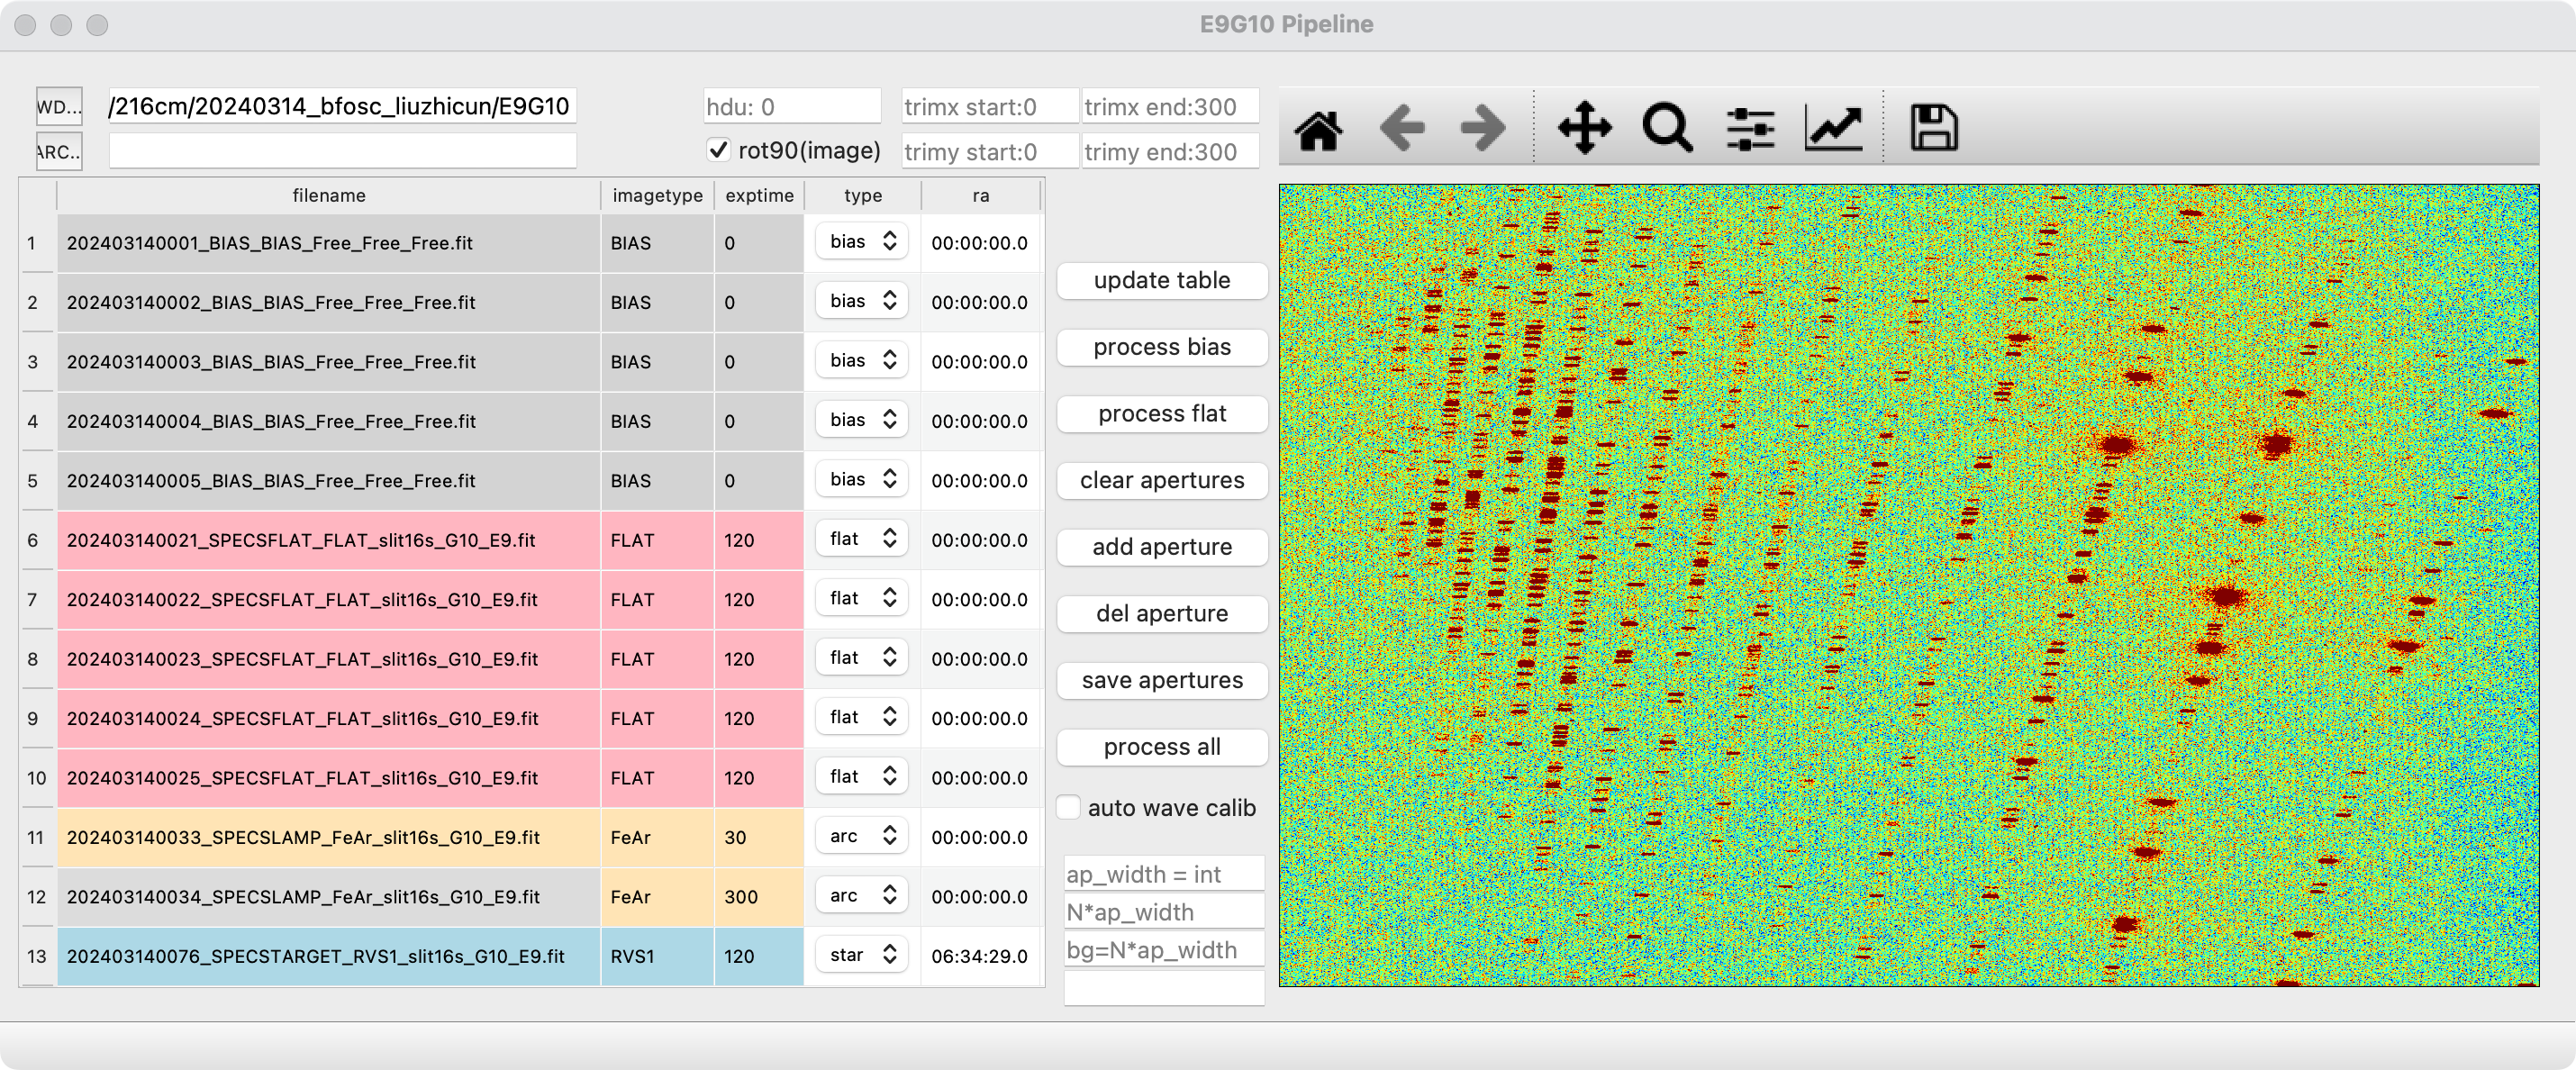 E9G10 Pipeline
WD... /216cm/20240314_bfosc_liuzhicun/E9G10 hdu: 0 trimx start:0 trimx end:300
ARC.. rot90(image) trimy start:0 trimy end:300
filename imagetype exptime type ra
1 202403140001_BIAS_BIAS_Free_Free_Free.fit BIAS 0 bias 00:00:00.0
2 202403140002_BIAS_BIAS_Free_Free_Free.fit BIAS 0 bias 00:00:00.0
3 202403140003_BIAS_BIAS_Free_Free_Free.fit BIAS 0 bias 00:00:00.0
4 202403140004_BIAS_BIAS_Free_Free_Free.fit BIAS 0 bias 00:00:00.0
5 202403140005_BIAS_BIAS_Free_Free_Free.fit BIAS 0 bias 00:00:00.0
6 202403140021_SPECSFLAT_FLAT_slit16s_G10_E9.fit FLAT 120 flat 00:00:00.0
7 202403140022_SPECSFLAT_FLAT_slit16s_G10_E9.fit FLAT 120 flat 00:00:00.0
8 202403140023_SPECSFLAT_FLAT_slit16s_G10_E9.fit FLAT 120 flat 00:00:00.0
9 202403140024_SPECSFLAT_FLAT_slit16s_G10_E9.fit FLAT 120 flat 00:00:00.0
10 202403140025_SPECSFLAT_FLAT_slit16s_G10_E9.fit FLAT 120 flat 00:00:00.0
11 202403140033_SPECSLAMP_FeAr_slit16s_G10_E9.fit FeAr 30 arc 00:00:00.0
12 202403140034_SPECSLAMP_FeAr_slit16s_G10_E9.fit FeAr 300 arc 00:00:00.0
13 202403140076_SPECSTARGET_RVS1_slit16s_G10_E9.fit RVS1 120 star 06:34:29.0
update table
process bias
process flat
clear apertures
add aperture
del aperture
save apertures
process all
auto wave calib
ap_width = int
N*ap_width
bg=N*ap_width